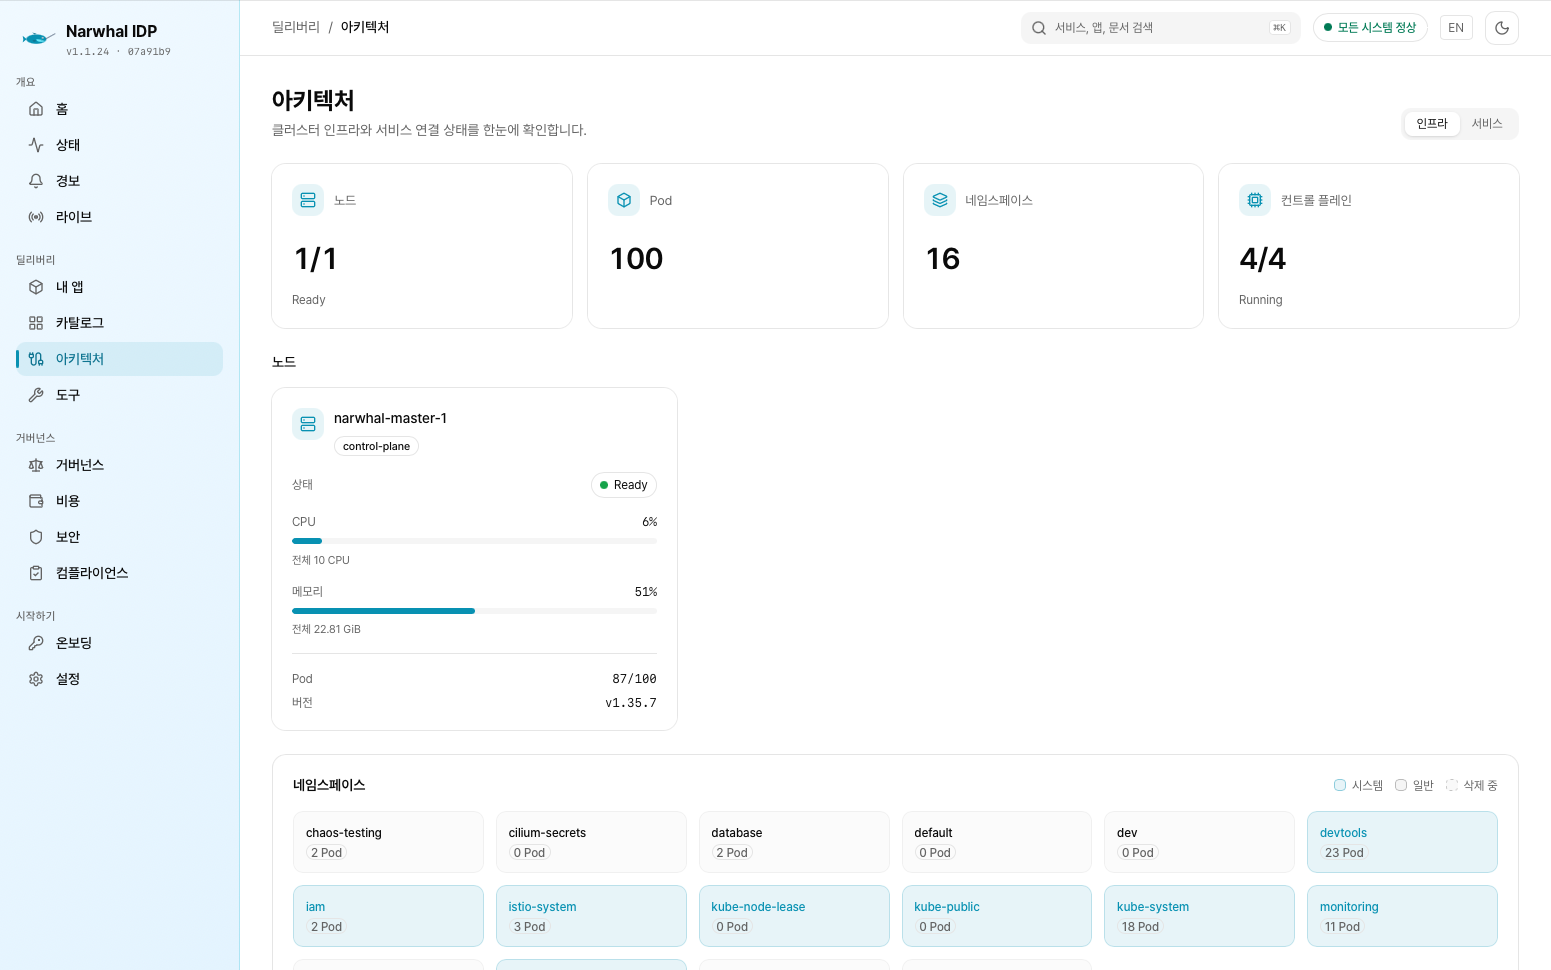 Narwhal IDP
v1.1.24 · 07a91b9
개요
홈
상태
경보
라이브
딜리버리
내 앱
카탈로그
아키텍처
도구
거버넌스
거버넌스
비용
보안
컴플라이언스
시작하기
온보딩
설정
딜리버리 / 아키텍처
서비스, 앱, 문서 검색 ⌘K
모든 시스템 정상
EN
아키텍처
클러스터 인프라와 서비스 연결 상태를 한눈에 확인합니다.
인프라 서비스
노드
1/1
Ready
Pod
100
네임스페이스
16
컨트롤 플레인
4/4
Running
노드
narwhal-master-1
control-plane
상태 Ready
CPU 6%
전체 10 CPU
메모리 51%
전체 22.81 GiB
Pod 87/100
버전 v1.35.7
네임스페이스
시스템 일반 삭제 중
chaos-testing
2 Pod
cilium-secrets
0 Pod
database
2 Pod
default
0 Pod
dev
0 Pod
devtools
23 Pod
iam
2 Pod
istio-system
3 Pod
kube-node-lease
0 Pod
kube-public
0 Pod
kube-system
18 Pod
monitoring
11 Pod